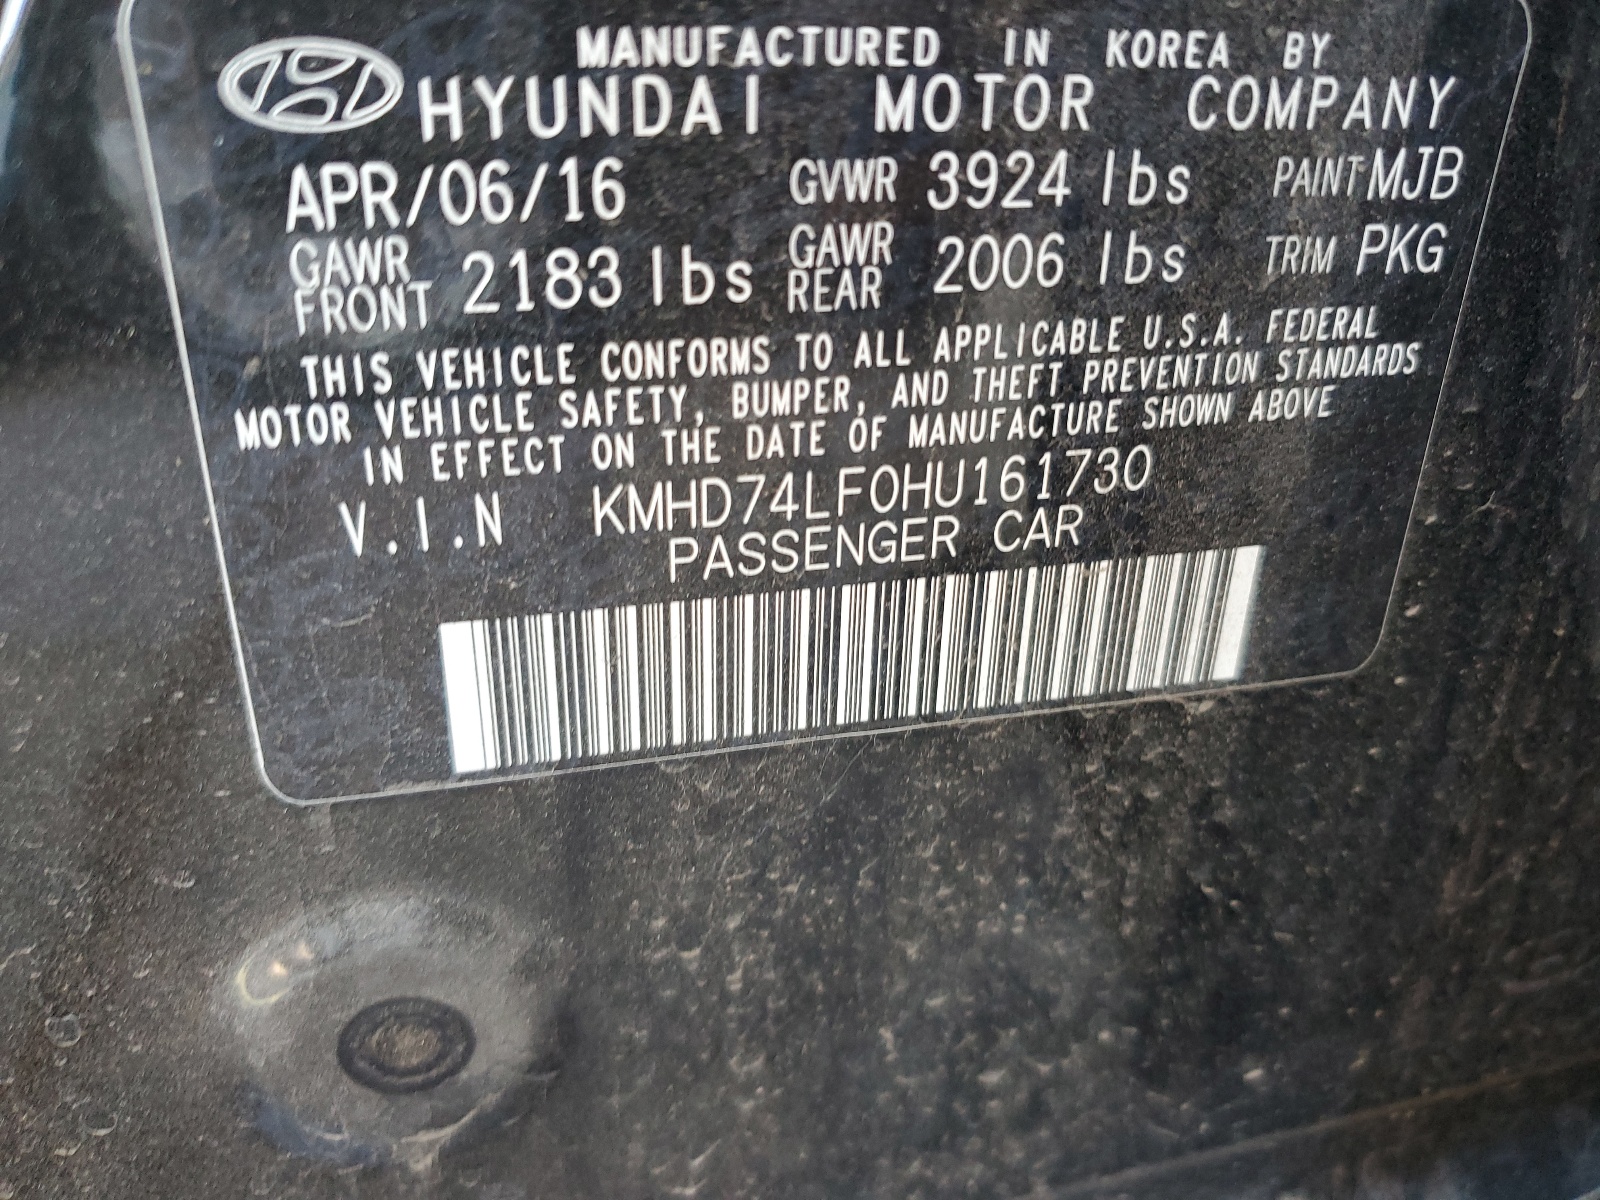 MANUFACTURED IN KOREA BY
HYUNDAI MOTOR COMPANY
APR/06/16 GVWR 3924 lbs PAINT MJB
GAWR FRONT 2183 lbs GAWR REAR 2006 lbs TRIM PKG
THIS VEHICLE CONFORMS TO ALL APPLICABLE U.S.A. FEDERAL
MOTOR VEHICLE SAFETY, BUMPER, AND THEFT PREVENTION STANDARDS
IN EFFECT ON THE DATE OF MANUFACTURE SHOWN ABOVE
V.I.N KMHD74LF0HU161730
PASSENGER CAR